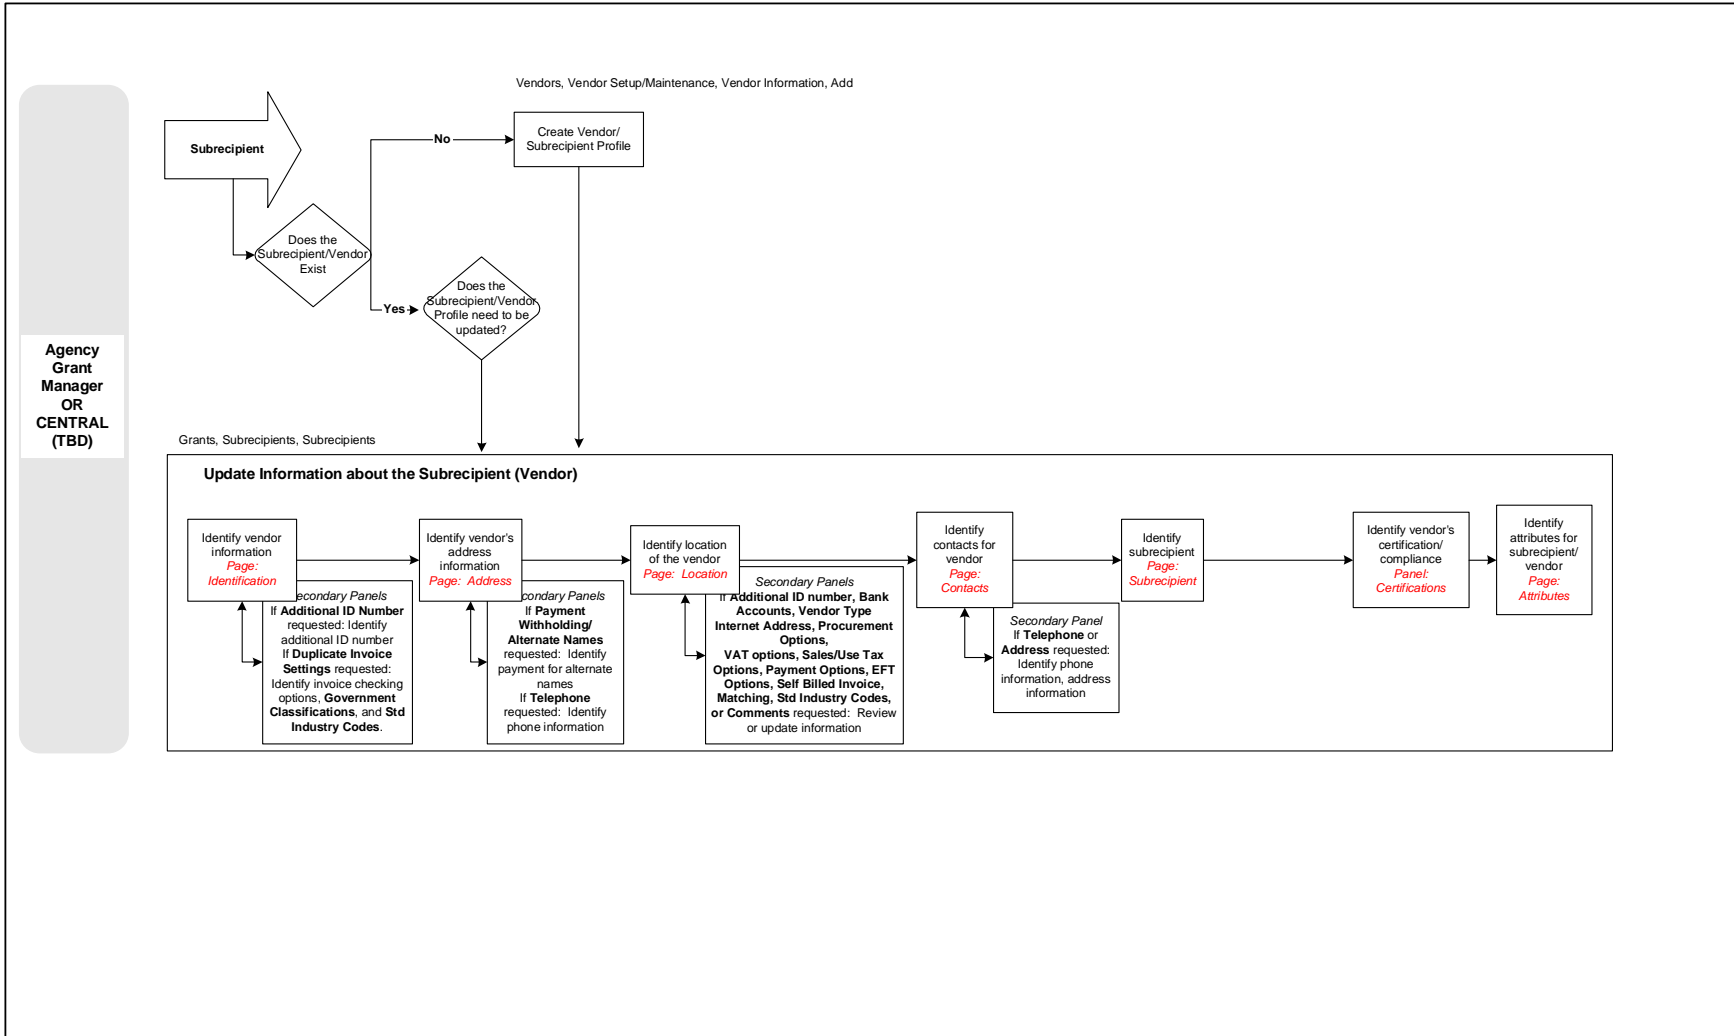 Vendors, Vendor Setup/Maintenance, Vendor Information, Add
Subrecipient
No
Create Vendor/
Subrecipient Profile
Does the
Subrecipient/Vendor
Exist
Yes
Does the
Subrecipient/Vendor
Profile need to be
updated?
Agency
Grant
Manager
OR
CENTRAL
(TBD)
Grants, Subrecipients, Subrecipients
Update Information about the Subrecipient (Vendor)
Identify vendor
information
Page:
Identification
Secondary Panels
If Additional ID Number
requested: Identify
additional ID number
If Duplicate Invoice
Settings requested:
Identify invoice checking
options, Government
Classifications, and Std
Industry Codes.
Identify vendor's
address
information
Page: Address
Secondary Panels
If Payment
Withholding/
Alternate Names
requested: Identify
payment for alternate
names
If Telephone
requested: Identify
phone information
Identify location
of the vendor
Page: Location
Secondary Panels
If Additional ID number, Bank
Accounts, Vendor Type
Internet Address, Procurement
Options,
VAT options, Sales/Use Tax
Options, Payment Options, EFT
Options, Self Billed Invoice,
Matching, Std Industry Codes,
or Comments requested: Review
or update information
Identify
contacts for
vendor
Page:
Contacts
Secondary Panel
If Telephone or
Address requested:
Identify phone
information, address
information
Identify
subrecipient
Page:
Subrecipient
Identify vendor's
certification/
compliance
Panel:
Certifications
Identify
attributes for
subrecipient/
vendor
Page:
Attributes